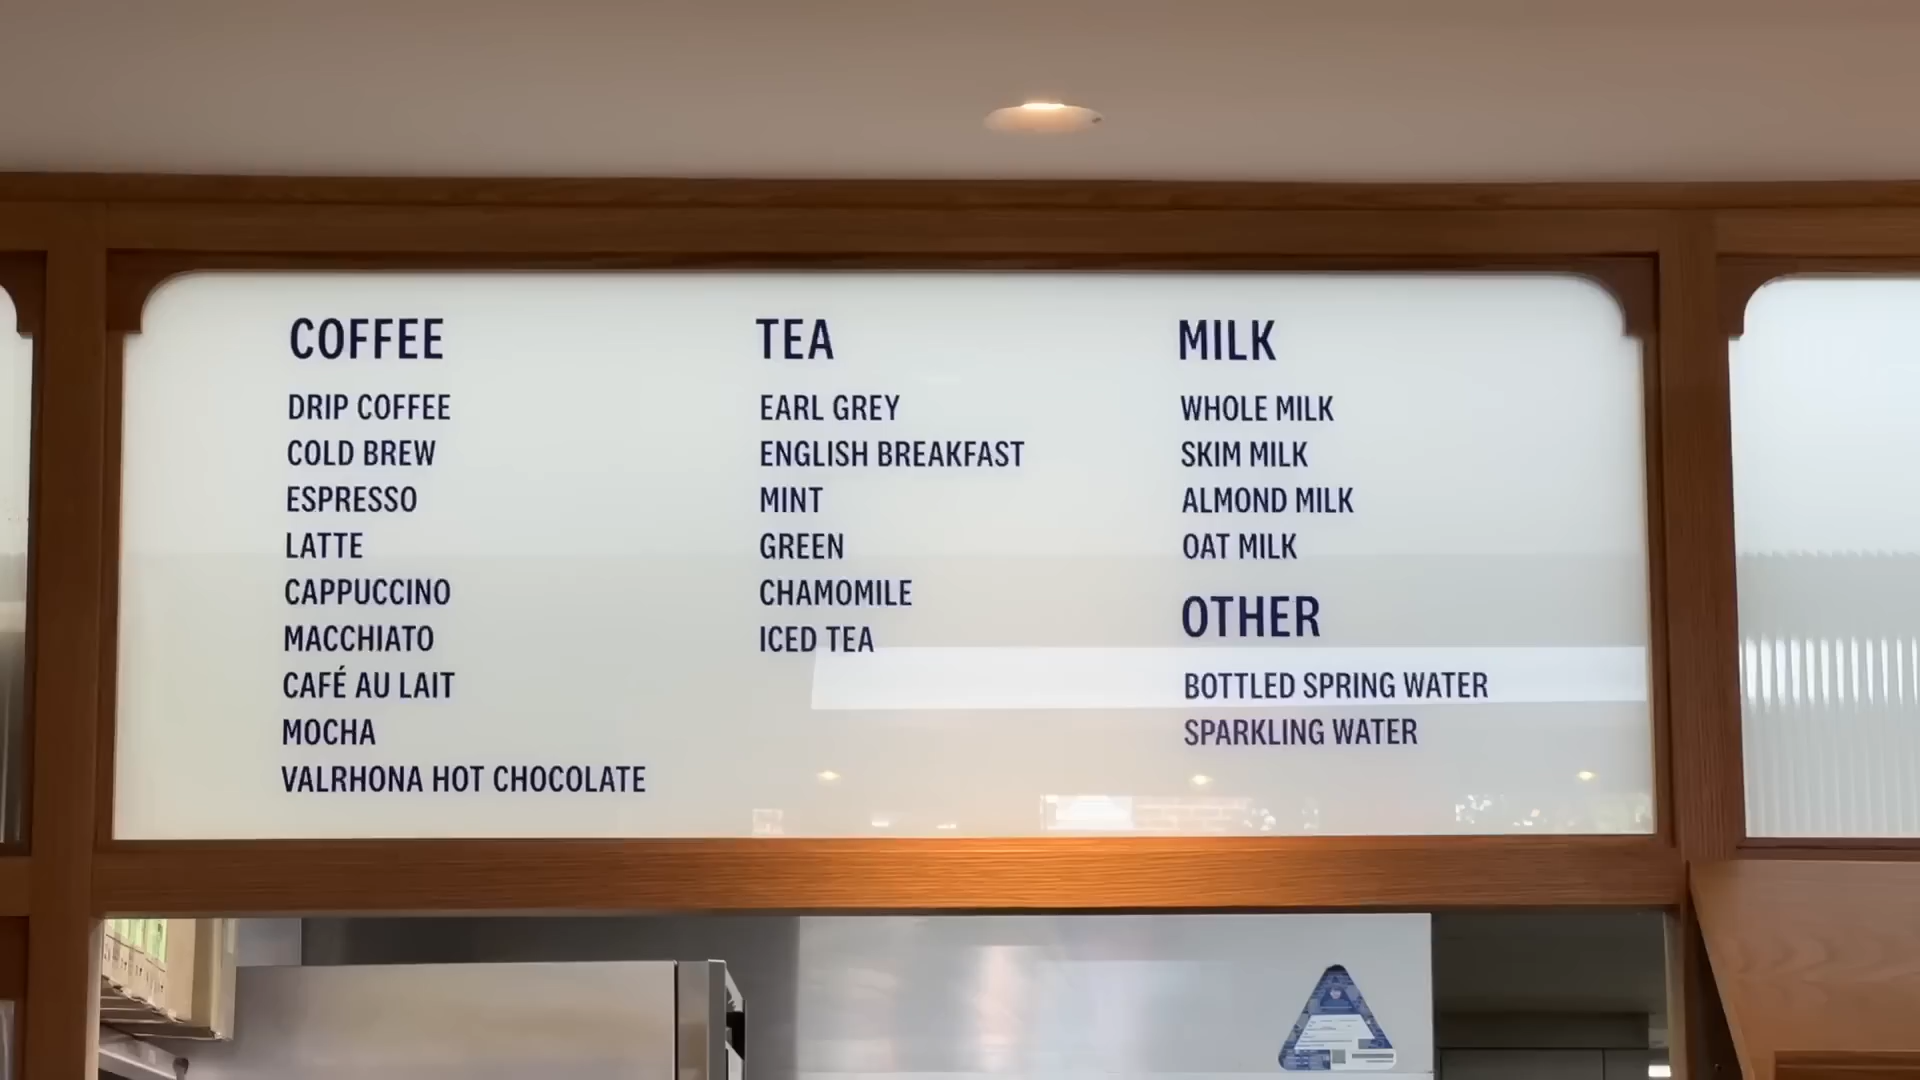 COFFEE
DRIP COFFEE
COLD BREW
ESPRESSO
LATTE
CAPPUCCINO
MACCHIATO
CAFÉ AU LAIT
MOCHA
VALRHONA HOT CHOCOLATE
TEA
EARL GREY
ENGLISH BREAKFAST
MINT
GREEN
CHAMOMILE
ICED TEA
MILK
WHOLE MILK
SKIM MILK
ALMOND MILK
OAT MILK
OTHER
BOTTLED SPRING WATER
SPARKLING WATER